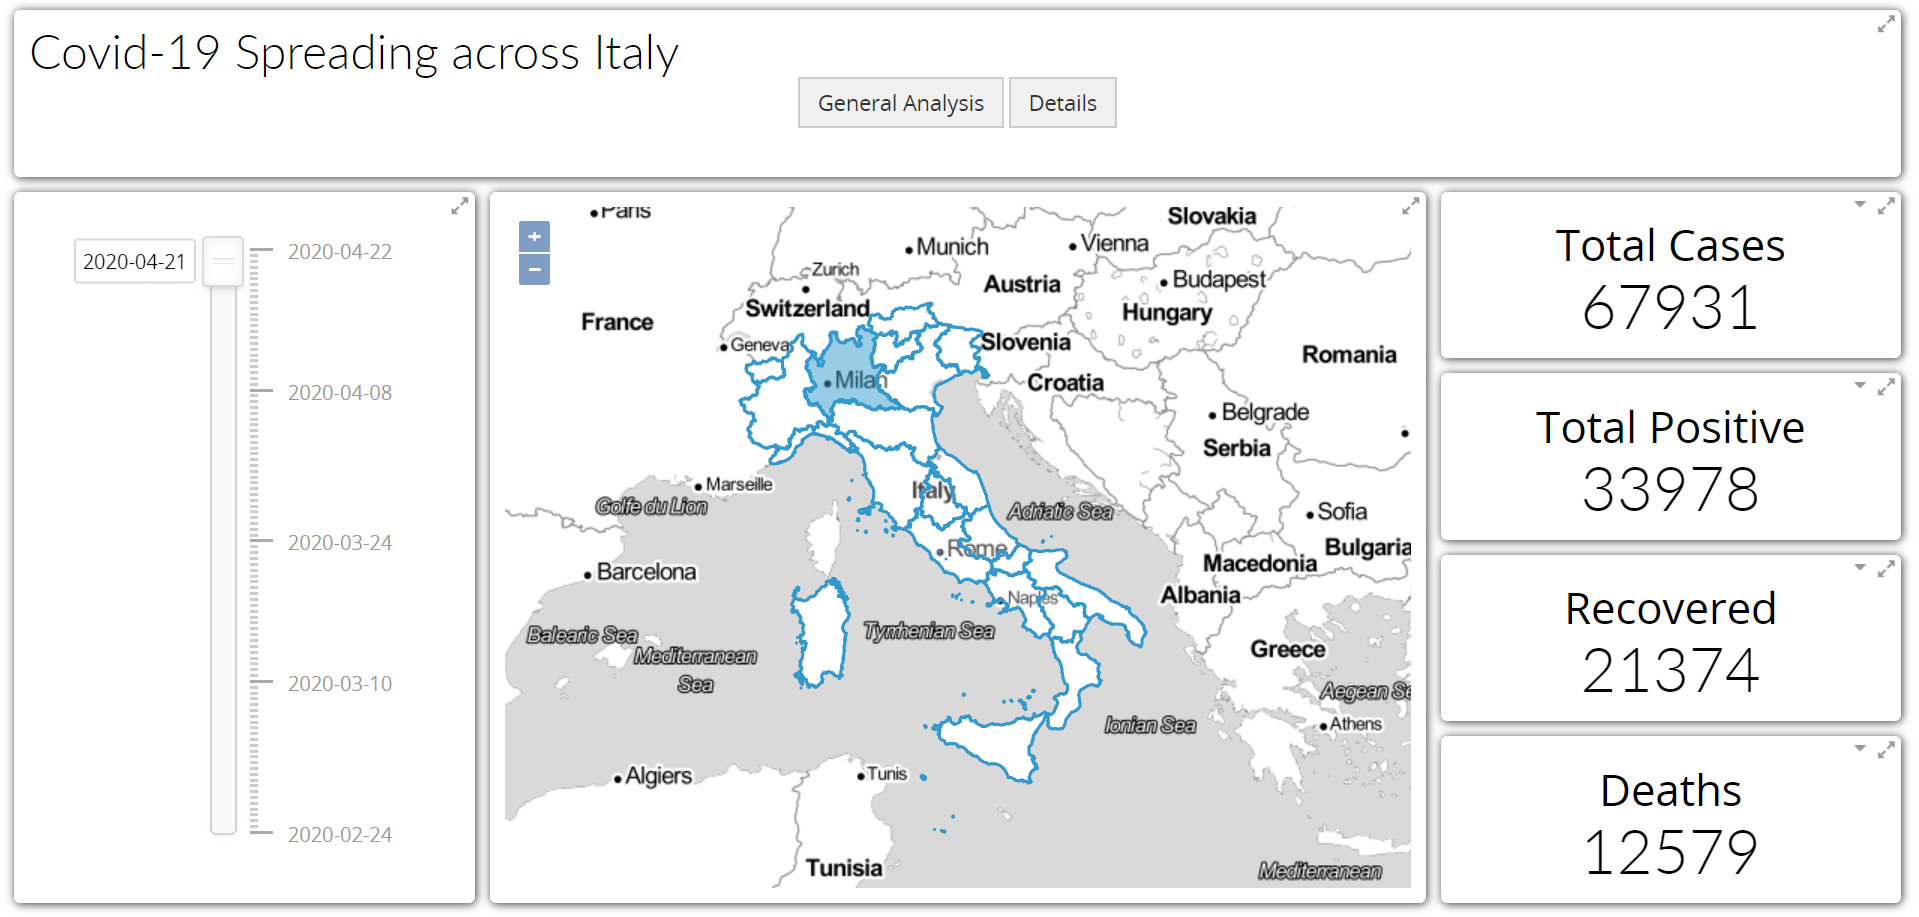 Covid-19 Spreading across Italy
General Analysis
Details
2020-04-21
2020-04-22
2020-04-08
2020-03-24
2020-03-10
2020-02-24
+
−
Paris
Slovakia
Munich
Vienna
Zurich
Austria
Budapest
Switzerland
Hungary
France
Geneva
Slovenia
Romania
Milan
Croatia
Belgrade
Serbia
Marseille
Italy
Golfe du Lion
Adriatic Sea
Sofia
Rome
Bulgaria
Macedonia
Barcelona
Naples
Albania
Balearic Sea
Tyrrhenian Sea
Mediterranean
Sea
Greece
Aegean Se
Ionian Sea
Athens
Algiers
Tunis
Tunisia
Mediterranean
Total Cases
67931
Total Positive
33978
Recovered
21374
Deaths
12579